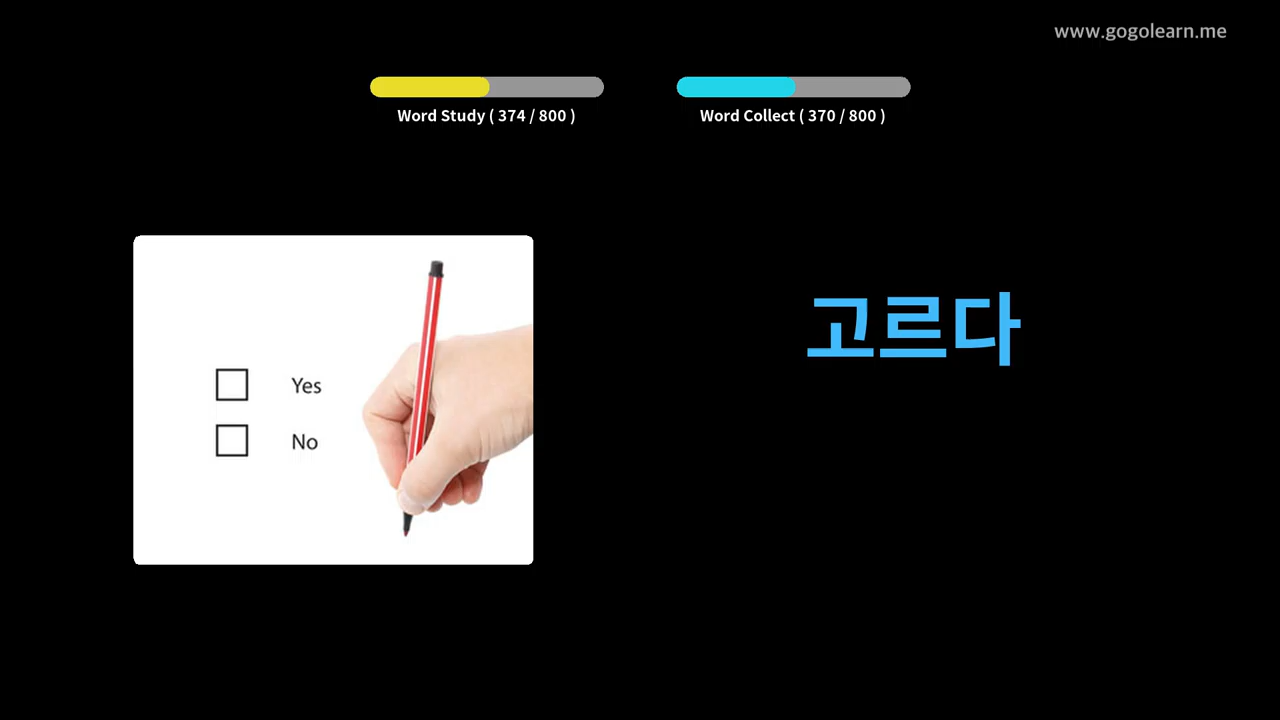 www.gogolearn.me
Word Study ( 374 / 800 )
Word Collect ( 370 / 800 )
고르다
Yes
No